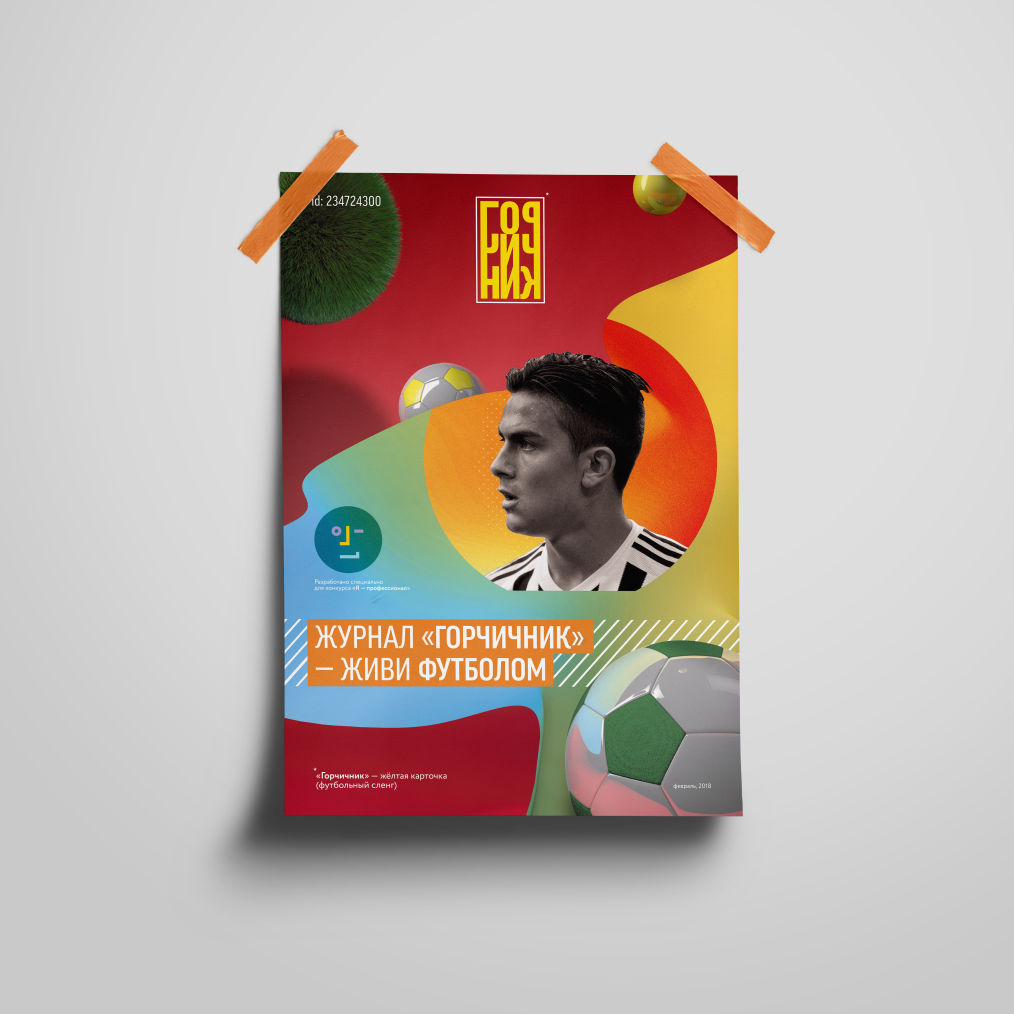 id: 234724300
ГОР
ЧИЧ
НИК
*
Разработано специально
для конкурса «Я — профессионал»
ЖУРНАЛ «ГОРЧИЧНИК»
— ЖИВИ ФУТБОЛОМ
* «Горчичник» — жёлтая карточка
(футбольный сленг)
февраль, 2018